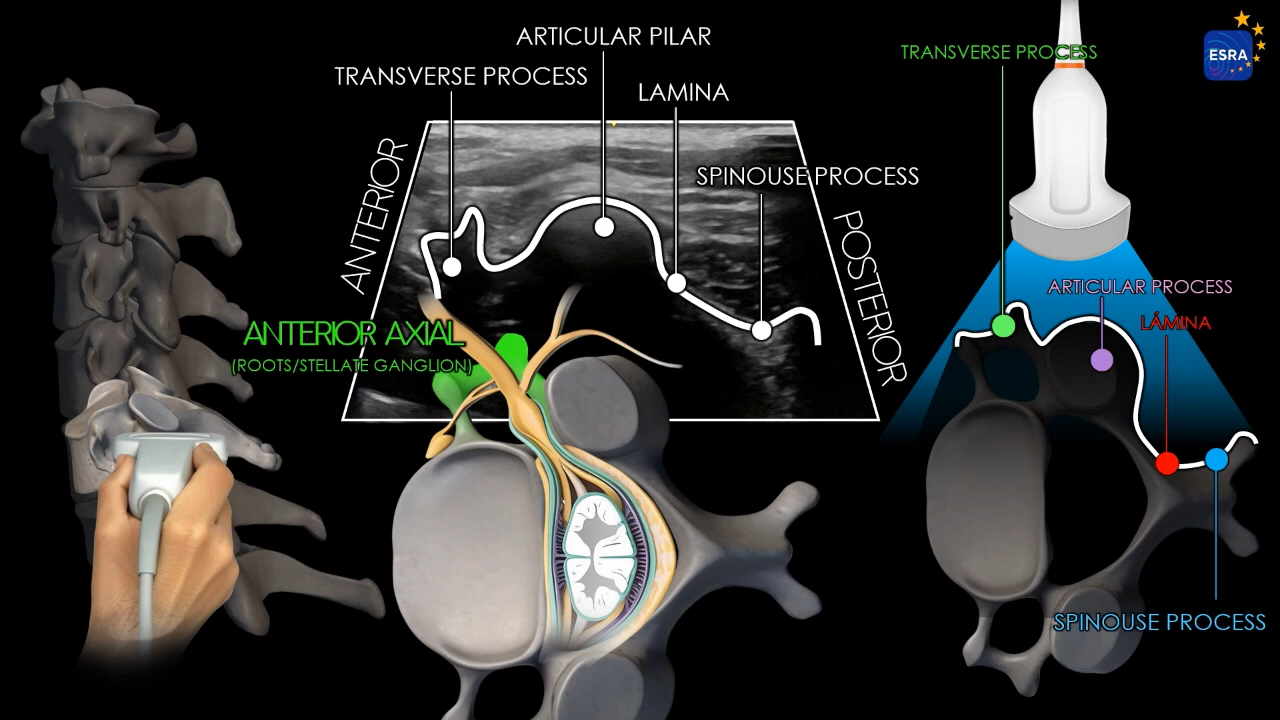 ARTICULAR PILAR
TRANSVERSE PROCESS
LAMINA
SPINOUSE PROCESS
ANTERIOR
POSTERIOR
ANTERIOR AXIAL
(ROOTS/STELLATE GANGLION)
TRANSVERSE PROCESS
ESRA
ARTICULAR PROCESS
LÁMINA
SPINOUSE PROCESS